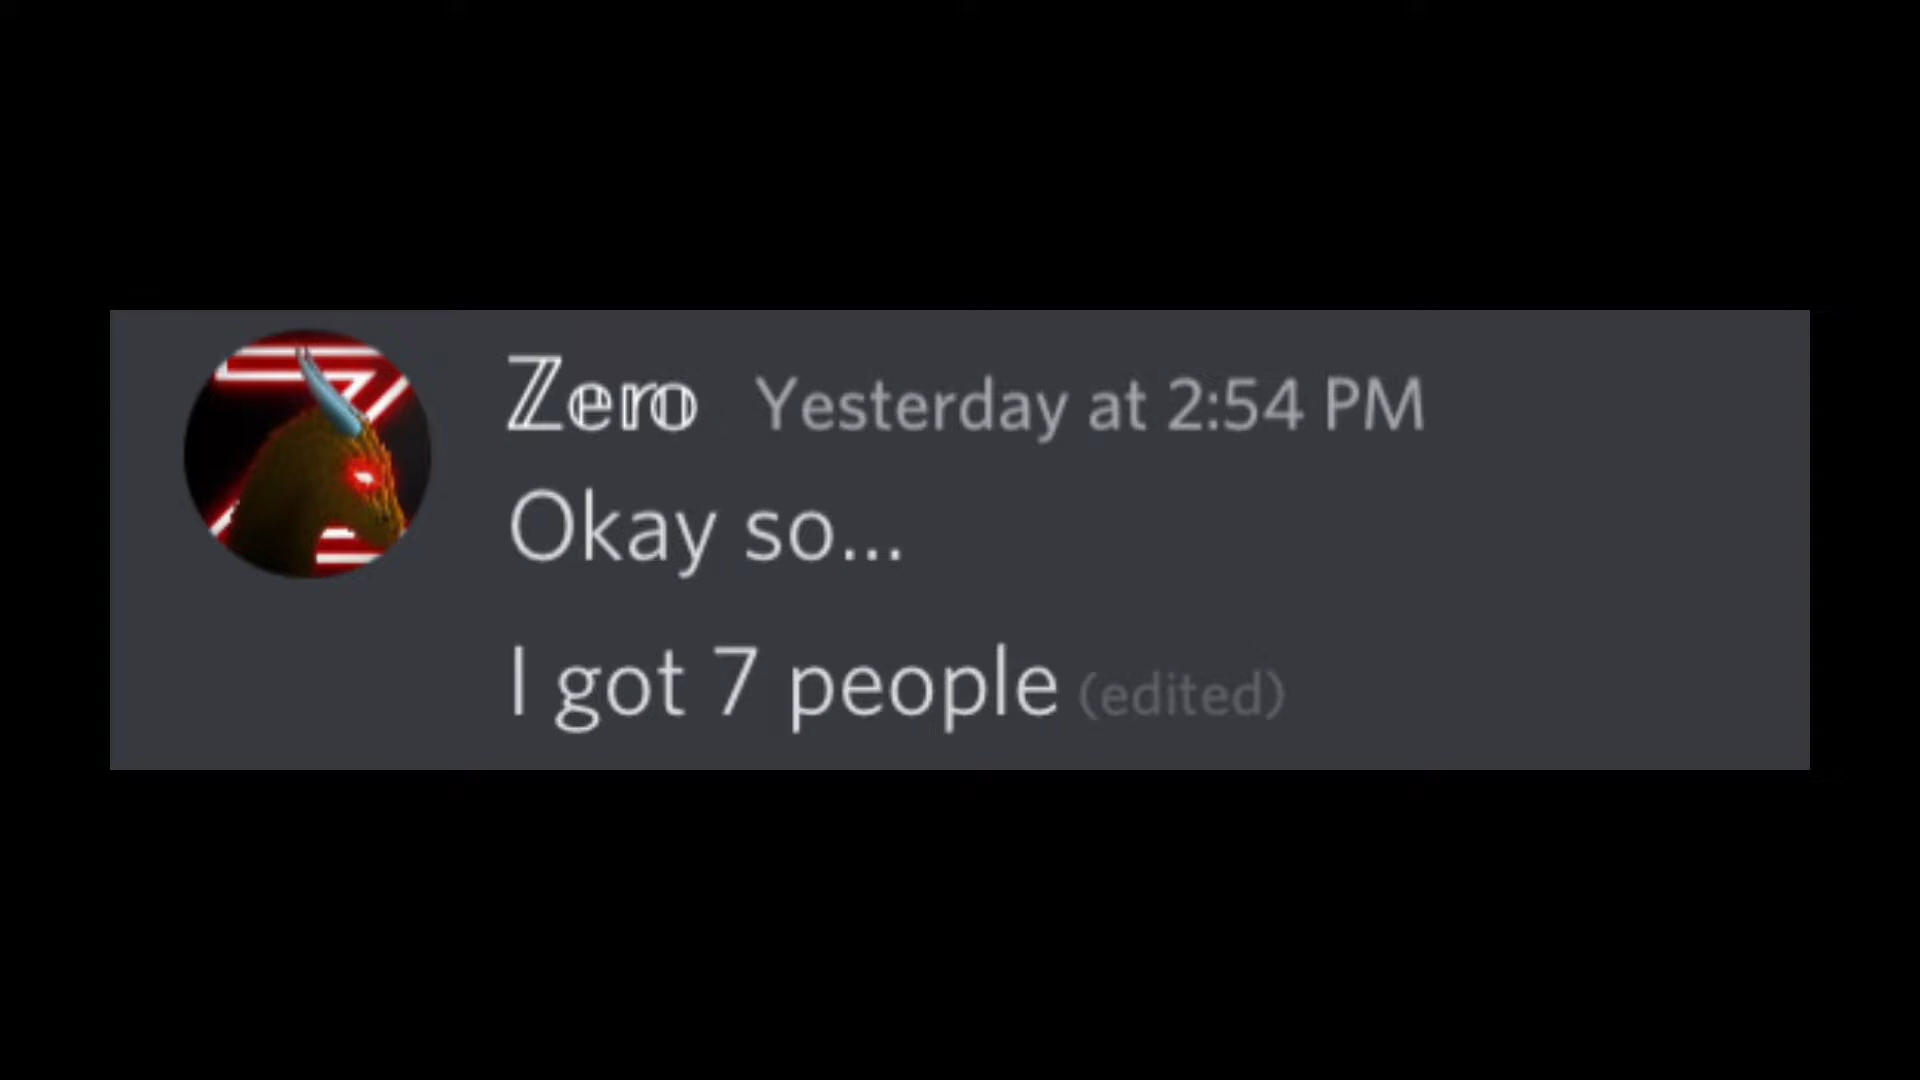 ℤ𝕖𝕣𝕠 Yesterday at 2:54 PM
Okay so...
I got 7 people (edited)